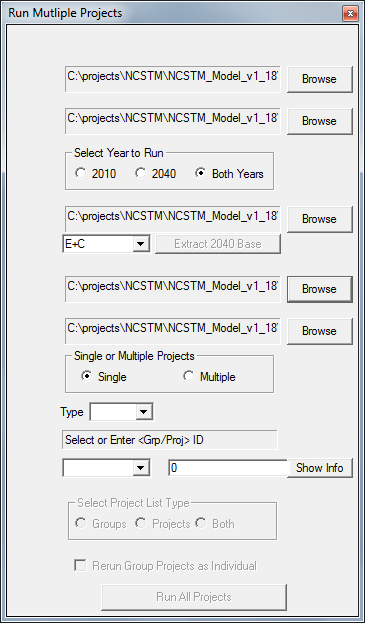 Run Mutliple Projects
C:\projects\NCSTM\NCSTM_Model_v1_18\ Browse
C:\projects\NCSTM\NCSTM_Model_v1_18\ Browse
Select Year to Run
2010 2040 Both Years
C:\projects\NCSTM\NCSTM_Model_v1_18\ Browse
E+C Extract 2040 Base
C:\projects\NCSTM\NCSTM_Model_v1_18\ Browse
C:\projects\NCSTM\NCSTM_Model_v1_18\ Browse
Single or Multiple Projects
Single Multiple
Type
Select or Enter <Grp/Proj> ID
0 Show Info
Select Project List Type
Groups Projects Both
Rerun Group Projects as Individual
Run All Projects